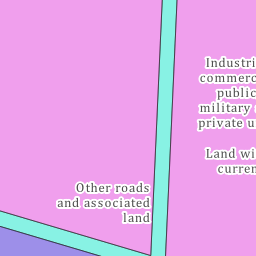 Industri
commerc
public
military
private u
Land wi
curren
Other roads
and associated
land